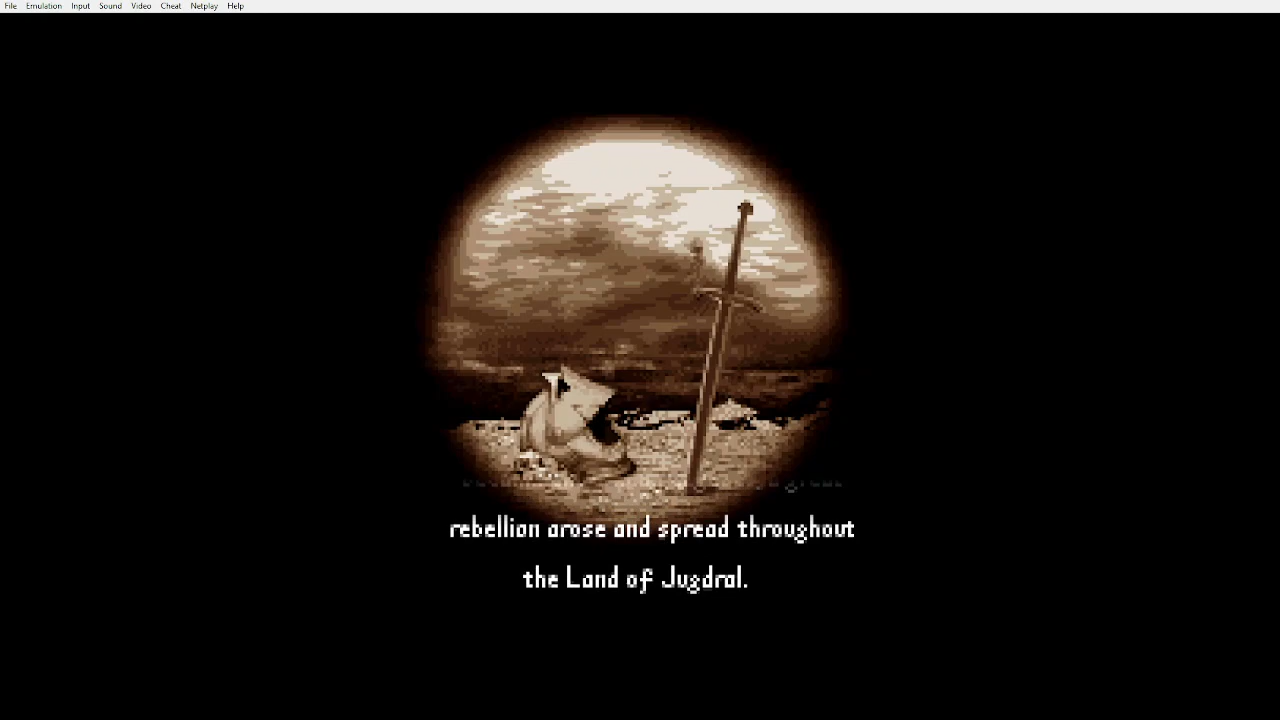 File Emulation Input Sound Video Cheat Netplay Help
rebellion arose and spread throughout
the Land of Jugdral.